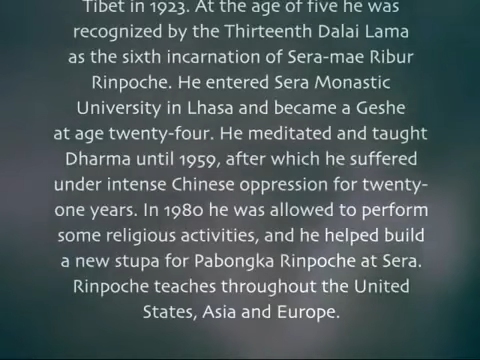 Tibet in 1923. At the age of five he was
recognized by the Thirteenth Dalai Lama
as the sixth incarnation of Sera-mae Ribur
Rinpoche. He entered Sera Monastic
University in Lhasa and became a Geshe
at age twenty-four. He meditated and taught
Dharma until 1959, after which he suffered
under intense Chinese oppression for twenty-
one years. In 1980 he was allowed to perform
some religious activities, and he helped build
a new stupa for Pabongka Rinpoche at Sera.
Rinpoche teaches throughout the United
States, Asia and Europe.